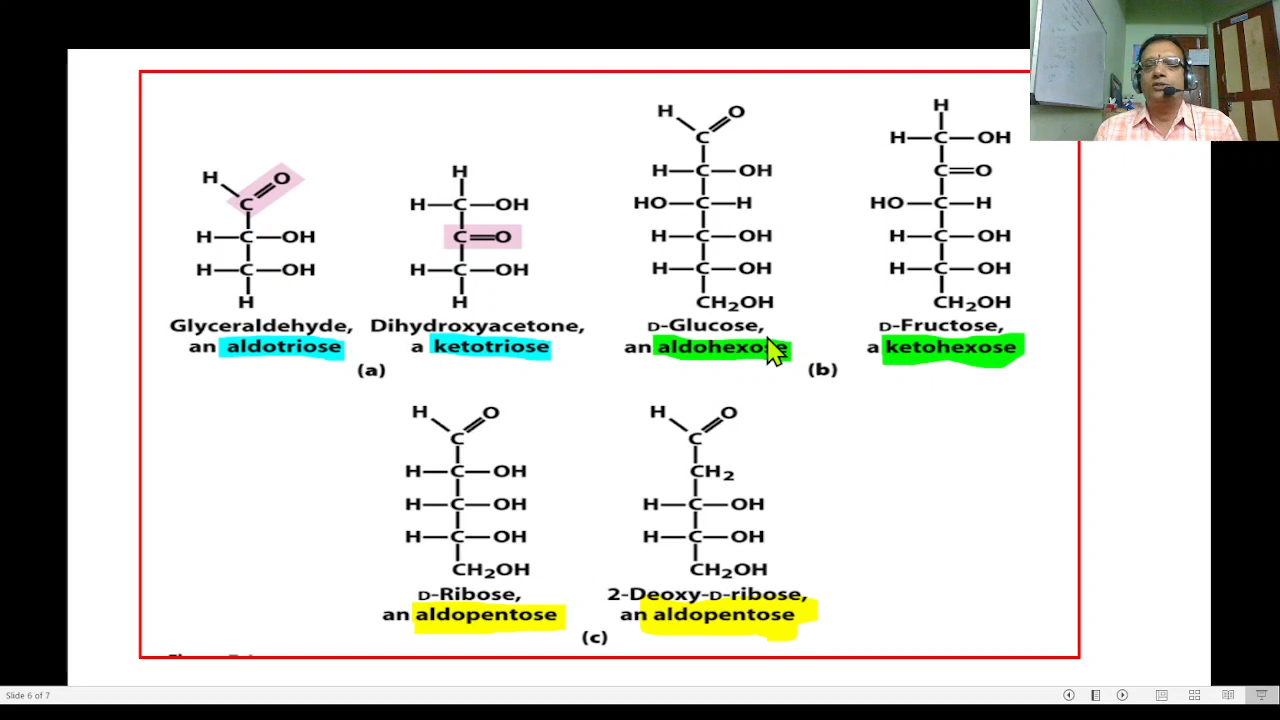 H O
C
H—C—OH
H—C—OH
H
Glyceraldehyde,
an aldotriose
H
H—C—OH
C=O
H—C—OH
H
Dihydroxyacetone,
a ketotriose
(a)
H O
C
H—C—OH
HO—C—H
H—C—OH
H—C—OH
CH₂OH
D-Glucose,
an aldohexose
H
H—C—OH
C=O
HO—C—H
H—C—OH
H—C—OH
CH₂OH
D-Fructose,
a ketohexose
(b)
H O
C
H—C—OH
H—C—OH
H—C—OH
CH₂OH
D-Ribose,
an aldopentose
H O
C
CH₂
H—C—OH
H—C—OH
CH₂OH
2-Deoxy-D-ribose,
an aldopentose
(c)
Slide 6 of 7